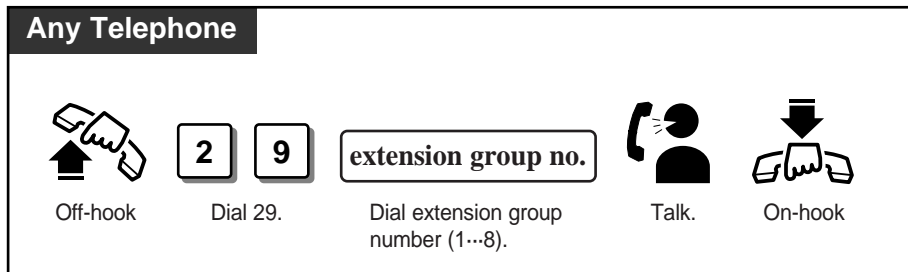 Any Telephone
2 9 extension group no.
Off-hook Dial 29. Dial extension group number (1···8). Talk. On-hook